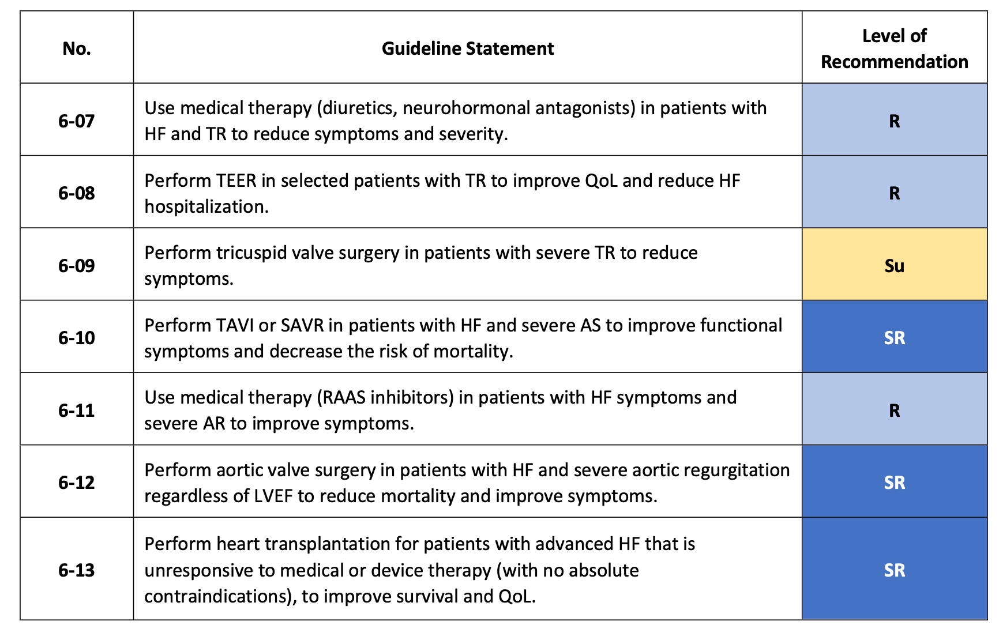 No.
Guideline Statement
Level of
Recommendation
6-07
Use medical therapy (diuretics, neurohormonal antagonists) in patients with
HF and TR to reduce symptoms and severity.
R
6-08
Perform TEER in selected patients with TR to improve QoL and reduce HF
hospitalization.
R
6-09
Perform tricuspid valve surgery in patients with severe TR to reduce
symptoms.
Su
6-10
Perform TAVI or SAVR in patients with HF and severe AS to improve functional
symptoms and decrease the risk of mortality.
SR
6-11
Use medical therapy (RAAS inhibitors) in patients with HF symptoms and
severe AR to improve symptoms.
R
6-12
Perform aortic valve surgery in patients with HF and severe aortic regurgitation
regardless of LVEF to reduce mortality and improve symptoms.
SR
6-13
Perform heart transplantation for patients with advanced HF that is
unresponsive to medical or device therapy (with no absolute
contraindications), to improve survival and QoL.
SR